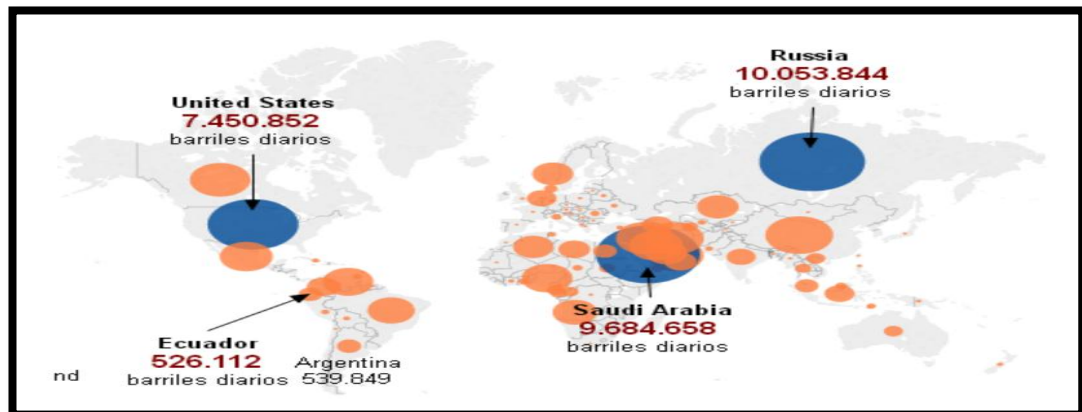 Russia
10.053.844
barriles diarios
United States
7.450.852
barriles diarios
Saudi Arabia
9.684.658
barriles diarios
Ecuador
526.112
barriles diarios
Argentina
539.849
nd